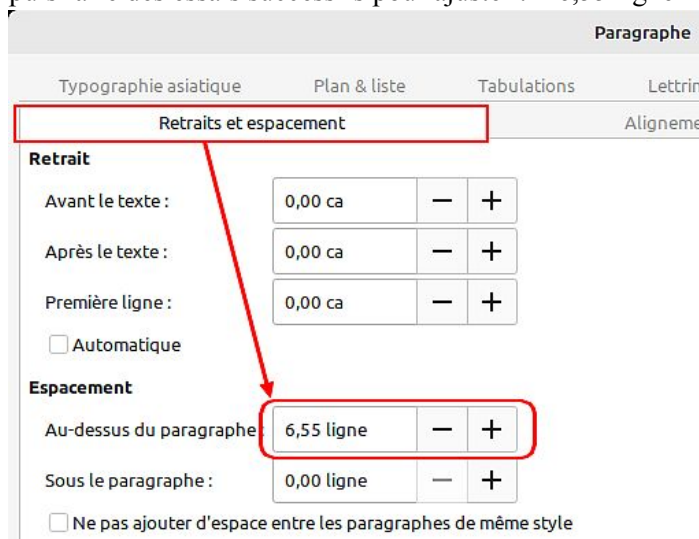 Paragraphe
Typographie asiatique Plan & liste Tabulations Lettrin
Retraits et espacement Aligneme
Retrait
Avant le texte : 0,00 ca − +
Après le texte : 0,00 ca − +
Première ligne : 0,00 ca − +
Automatique
Espacement
Au-dessus du paragraphe : 6,55 ligne − +
Sous le paragraphe : 0,00 ligne − +
Ne pas ajouter d'espace entre les paragraphes de même style